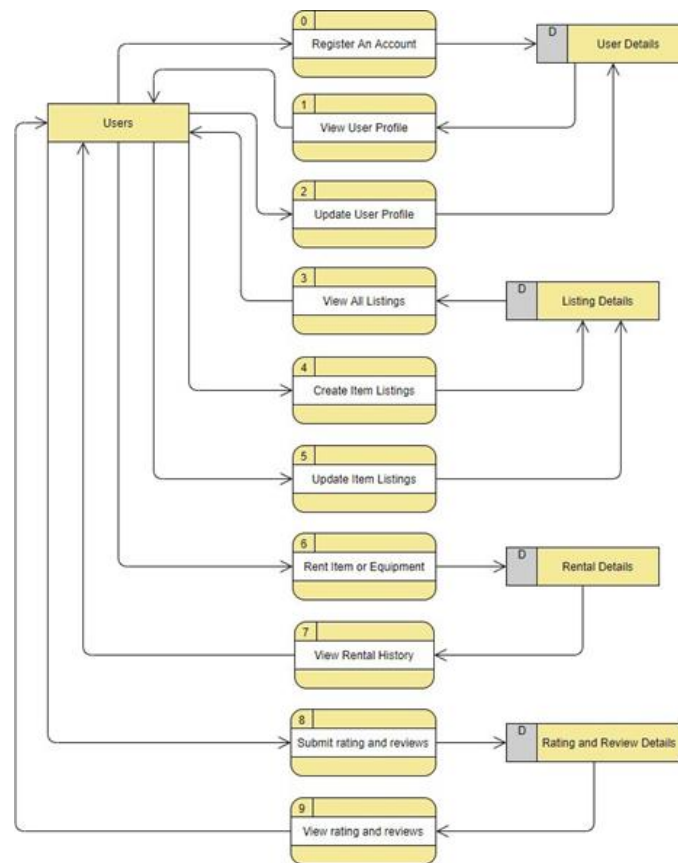 0
Register An Account
D
User Details
1
View User Profile
Users
2
Update User Profile
3
View All Listings
D
Listing Details
4
Create Item Listings
5
Update Item Listings
6
Rent Item or Equipment
D
Rental Details
7
View Rental History
8
Submit rating and reviews
D
Rating and Review Details
9
View rating and reviews